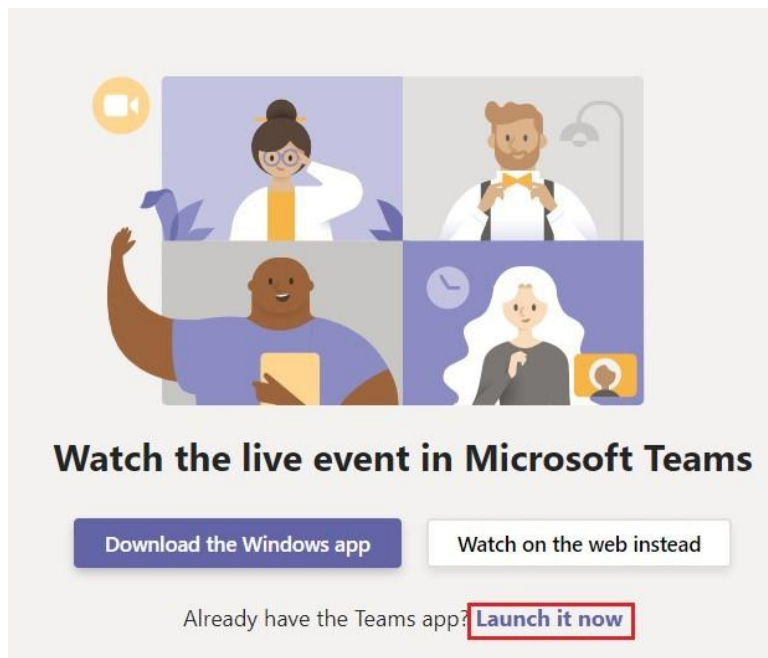 Watch the live event in Microsoft Teams
Download the Windows app
Watch on the web instead
Already have the Teams app? Launch it now